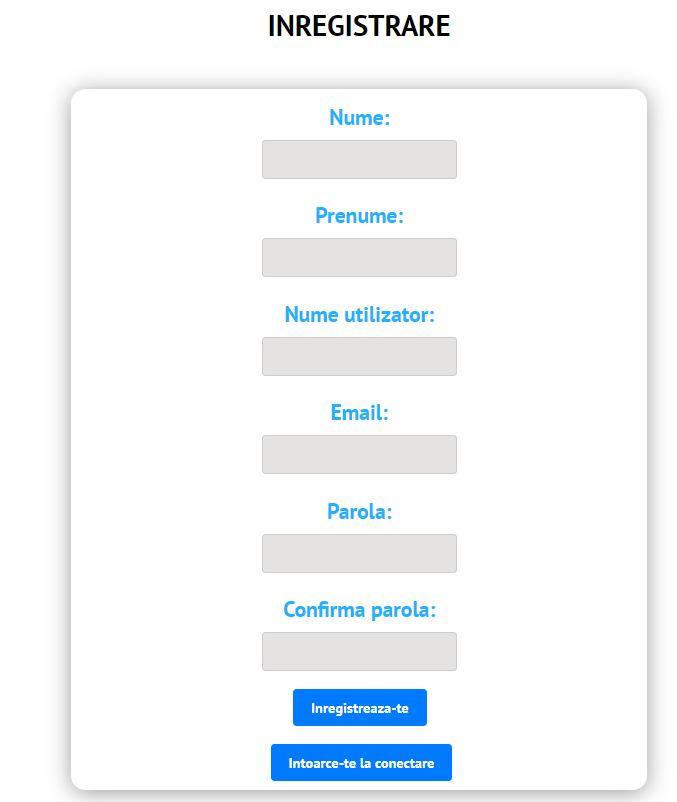 INREGISTRARE
Nume:
Prenume:
Nume utilizator:
Email:
Parola:
Confirma parola:
Inregistreaza-te
Intoarce-te la conectare